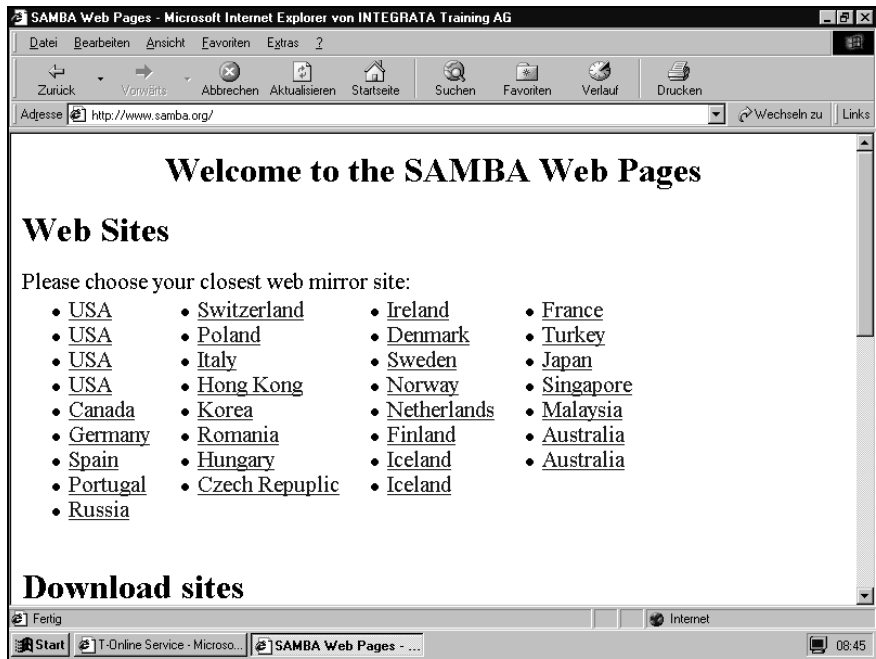 SAMBA Web Pages - Microsoft Internet Explorer von INTEGRATA Training AG
Datei Bearbeiten Ansicht Favoriten Extras ?
Zurück Vorwärts Abbrechen Aktualisieren Startseite Suchen Favoriten Verlauf Drucken
Adresse http://www.samba.org/ Wechseln zu Links
Welcome to the SAMBA Web Pages
Web Sites
Please choose your closest web mirror site:
USA Switzerland Ireland France
USA Poland Denmark Turkey
USA Italy Sweden Japan
USA Hong Kong Norway Singapore
Canada Korea Netherlands Malaysia
Germany Romania Finland Australia
Spain Hungary Iceland Australia
Portugal Czech Repuplic Iceland
Russia
Download sites
Fertig Internet
Start T-Online Service - Microso... SAMBA Web Pages - ... 08:45